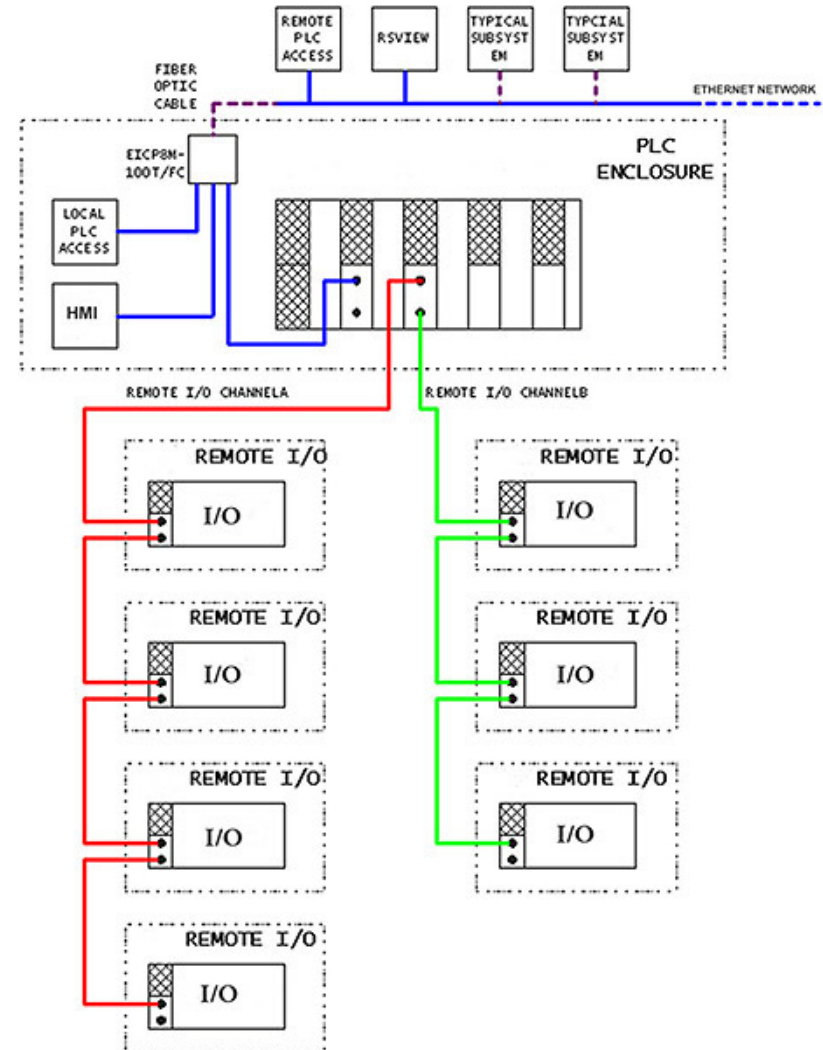 REMOTE
PLC
ACCESS
RSVIEW
TYPICAL
SUBSYST
EM
TYPCIAL
SUBSYST
EM
FIBER
OPTIC
CABLE
ETHERNET NETWORK
EICP8M-
100T/FC
PLC
ENCLOSURE
LOCAL
PLC
ACCESS
HMI
REMOTE I/O CHANNELA
REMOTE I/O CHANNELB
REMOTE I/O
I/O
REMOTE I/O
I/O
REMOTE I/O
I/O
REMOTE I/O
I/O
REMOTE I/O
I/O
REMOTE I/O
I/O
REMOTE I/O
I/O